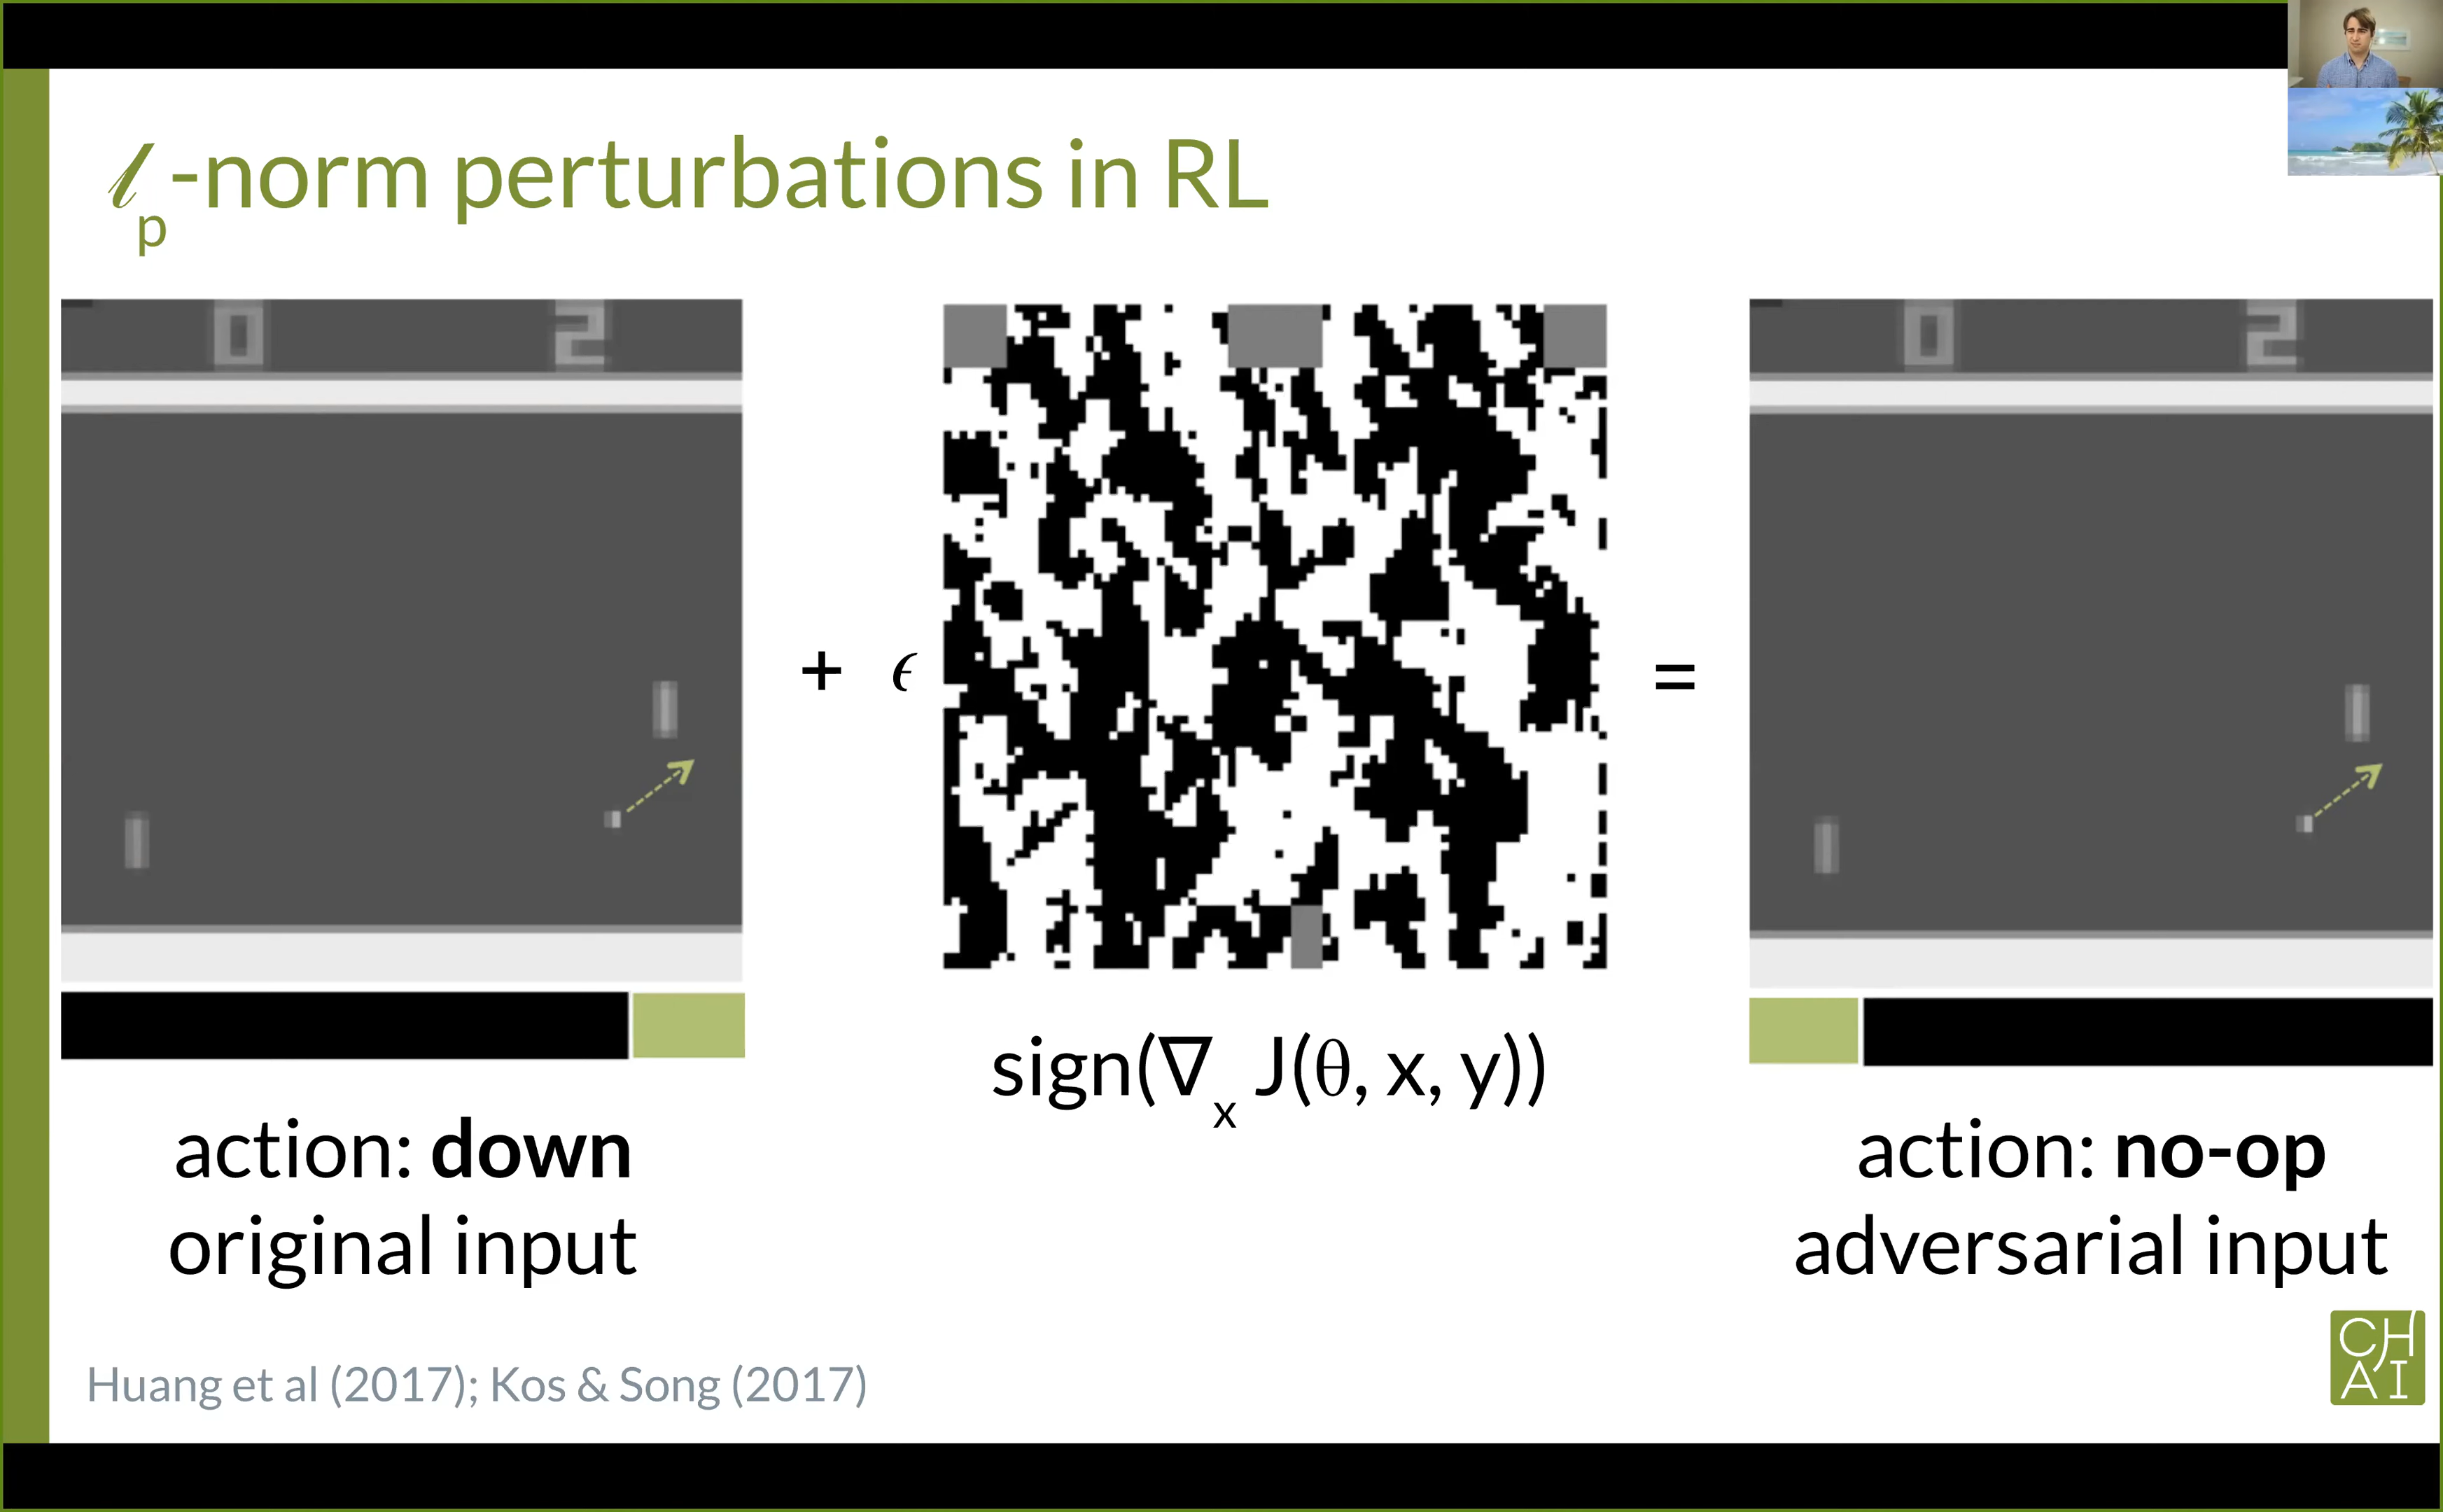 ℓp-norm perturbations in RL
0 2
0 2
+ ϵ =
sign(∇x J(θ, x, y))
action: down
original input
action: no-op
adversarial input
Huang et al (2017); Kos & Song (2017)
CH
AI